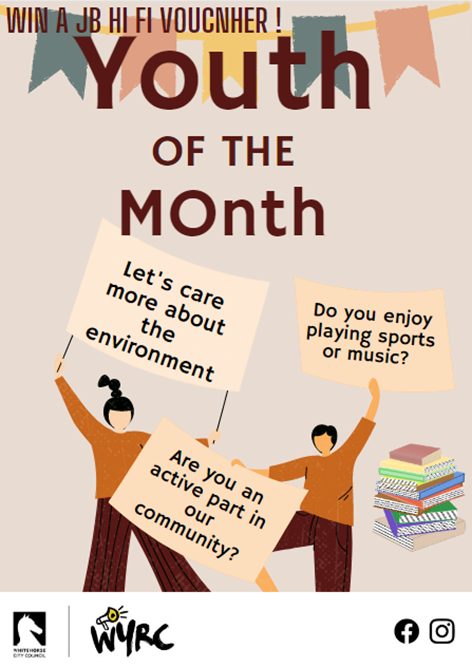 WIN A JB HI FI VOUCNHER !
Youth
OF THE
MOnth
Let's care
more about
the
environment
Do you enjoy
playing sports
or music?
Are you an
active part in
our
community?
WHITEHORSE
CITY COUNCIL
WYRC